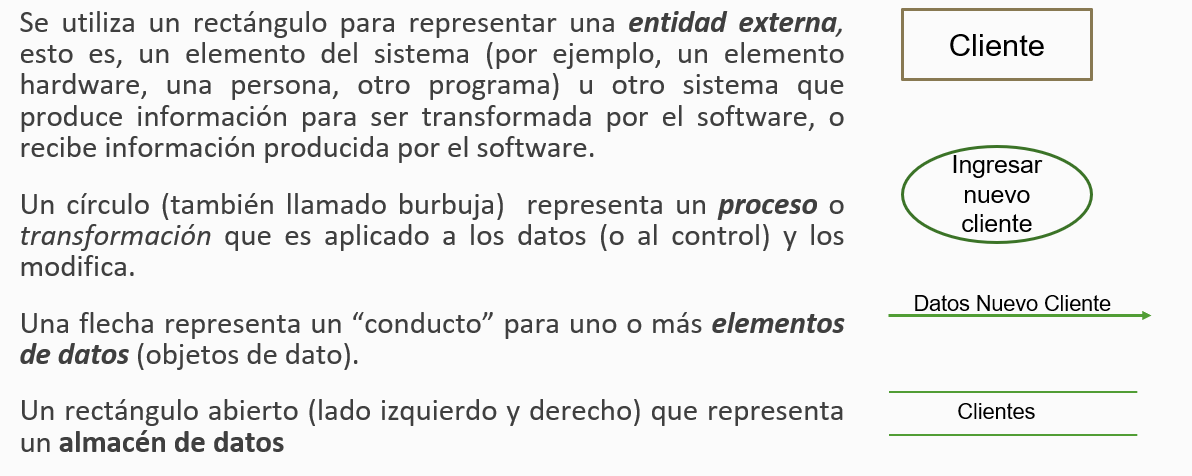 Se utiliza un rectángulo para representar una entidad externa,
esto es, un elemento del sistema (por ejemplo, un elemento
hardware, una persona, otro programa) u otro sistema que
produce información para ser transformada por el software, o
recibe información producida por el software.
Cliente
Un círculo (también llamado burbuja) representa un proceso o
transformación que es aplicado a los datos (o al control) y los
modifica.
Ingresar
nuevo
cliente
Una flecha representa un “conducto” para uno o más elementos
de datos (objetos de dato).
Datos Nuevo Cliente
Un rectángulo abierto (lado izquierdo y derecho) que representa
un almacén de datos
Clientes